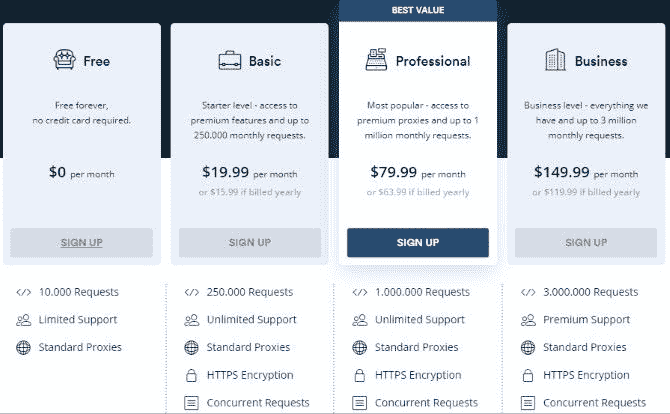 BEST VALUE
Free
Free forever,
no credit card required.
$0 per month
SIGN UP
10.000 Requests
Limited Support
Standard Proxies
Basic
Starter level - access to
premium features and up to
250.000 monthly requests.
$19.99 per month
or $15.99 if billed yearly
SIGN UP
250.000 Requests
Unlimited Support
Standard Proxies
HTTPS Encryption
Concurrent Requests
Professional
Most popular - access to
premium proxies and up to 1
million monthly requests.
$79.99 per month
or $63.99 if billed yearly
SIGN UP
1.000.000 Requests
Unlimited Support
Standard Proxies
HTTPS Encryption
Concurrent Requests
Business
Business level - everything we
have and up to 3 million
monthly requests.
$149.99 per month
or $119.99 if billed yearly
SIGN UP
3.000.000 Requests
Premium Support
Standard Proxies
HTTPS Encryption
Concurrent Requests